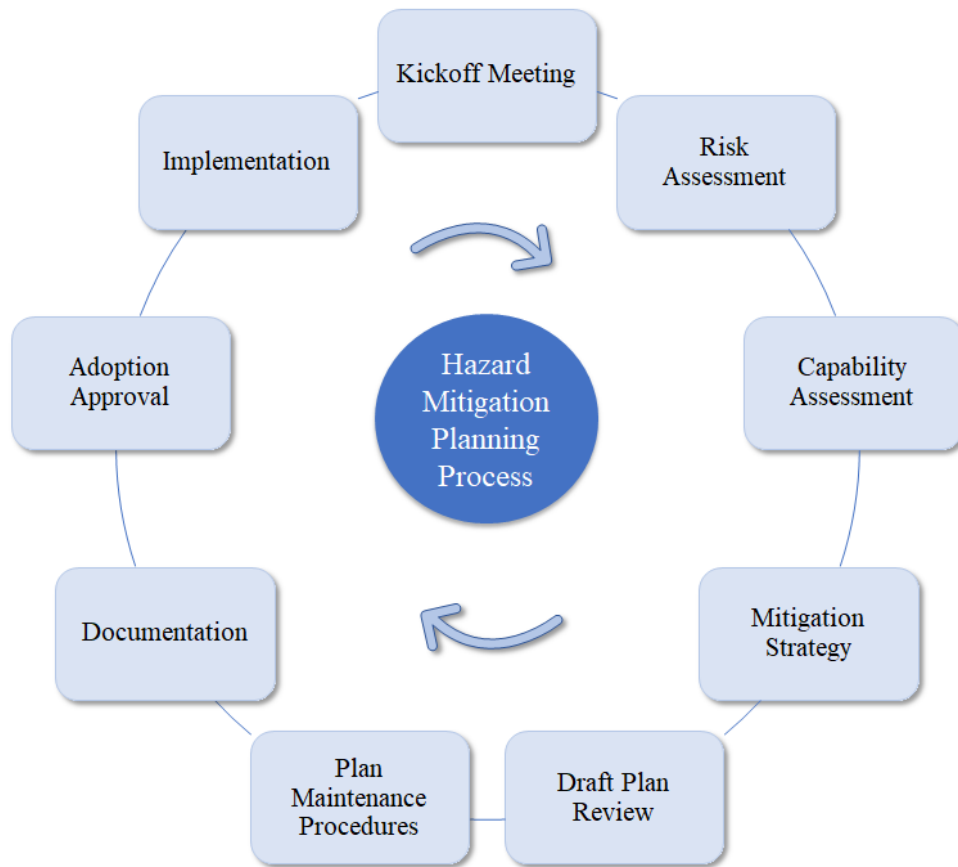 Kickoff Meeting
Risk
Assessment
Capability
Assessment
Mitigation
Strategy
Draft Plan
Review
Plan
Maintenance
Procedures
Documentation
Adoption
Approval
Implementation
Hazard
Mitigation
Planning
Process